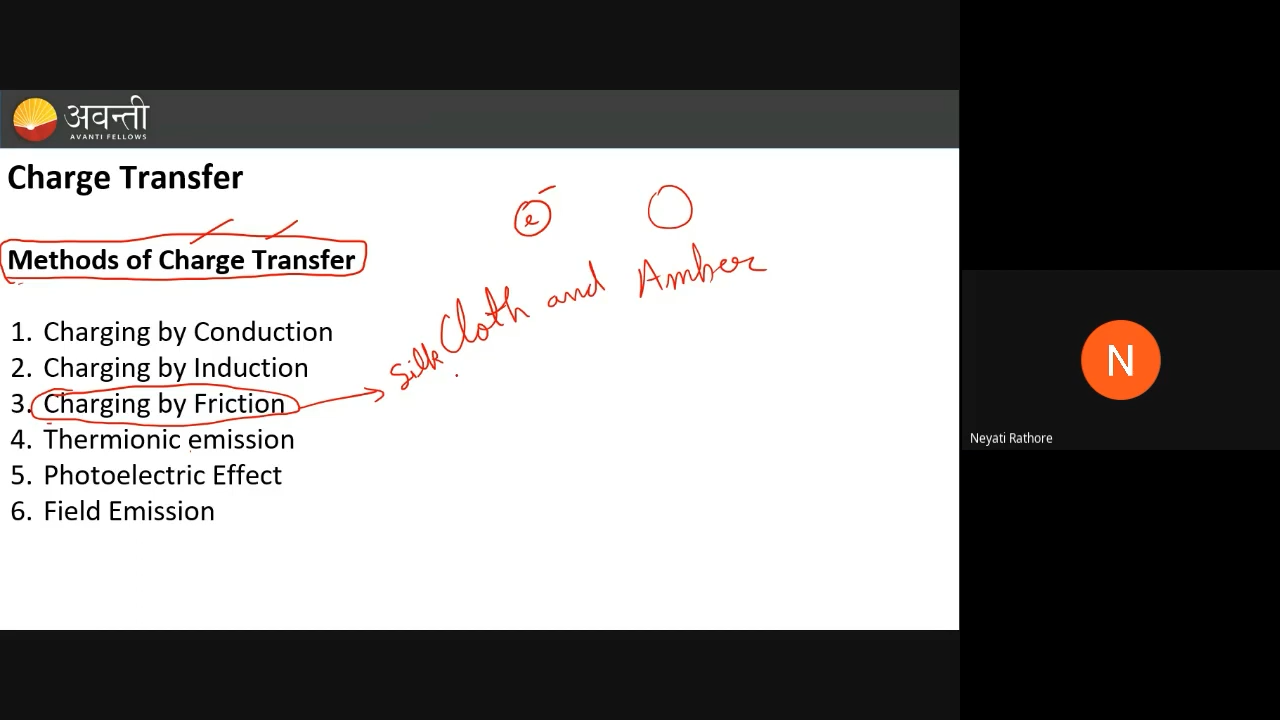 अवन्ती
AVANTI FELLOWS
Charge Transfer
e⁻
Methods of Charge Transfer
Silk Cloth and Amber
1. Charging by Conduction
2. Charging by Induction
3. Charging by Friction
4. Thermionic emission
5. Photoelectric Effect
6. Field Emission
N
Neyati Rathore